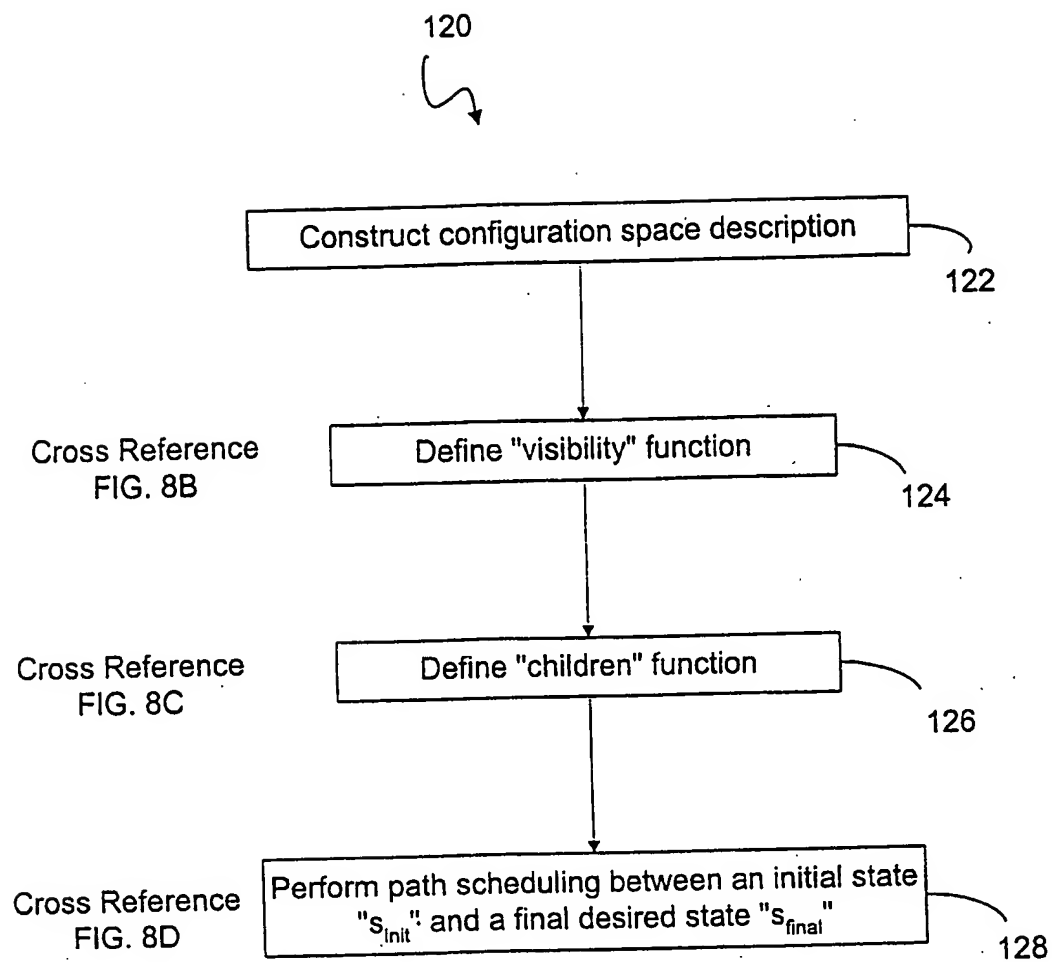 120
Construct configuration space description
122
Cross Reference
FIG. 8B
Define "visibility" function
124
Cross Reference
FIG. 8C
Define "children" function
126
Cross Reference
FIG. 8D
Perform path scheduling between an initial state
"s_init" and a final desired state "s_final"
128